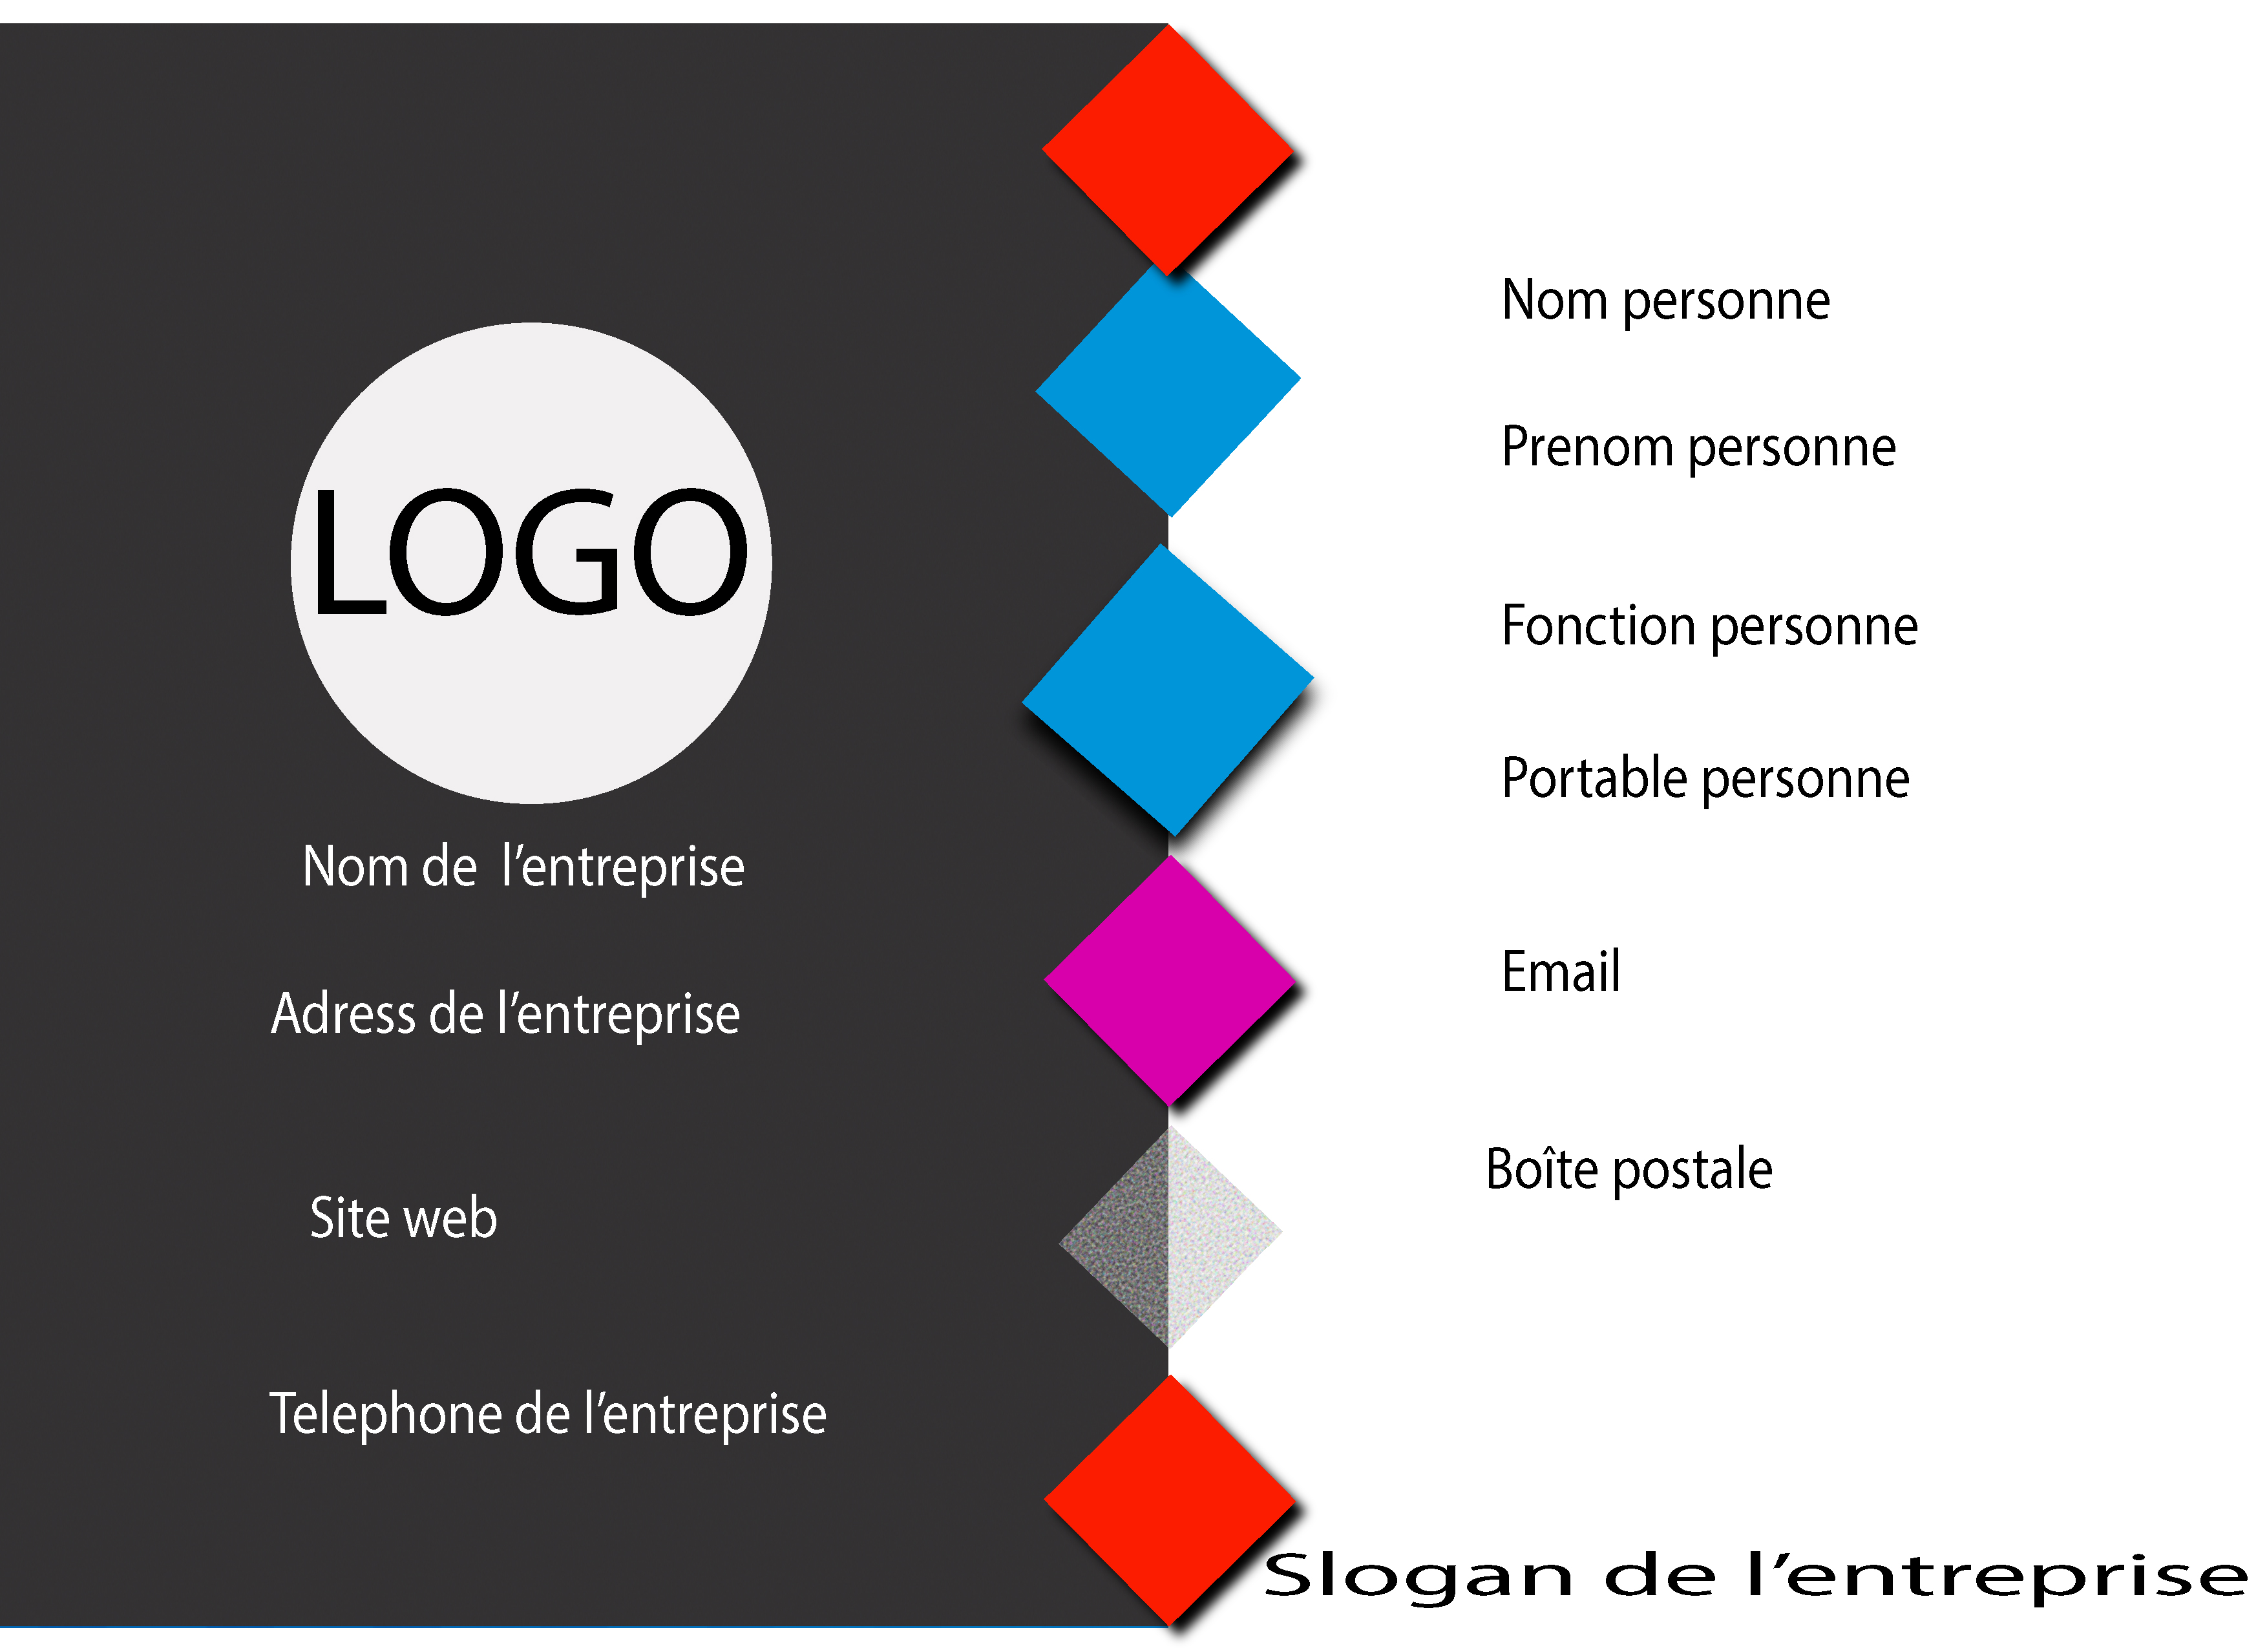 LOGO
Nom de l'entreprise
Adress de l'entreprise
Site web
Telephone de l'entreprise
Nom personne
Prenom personne
Fonction personne
Portable personne
Email
Boîte postale
Slogan de l'entreprise